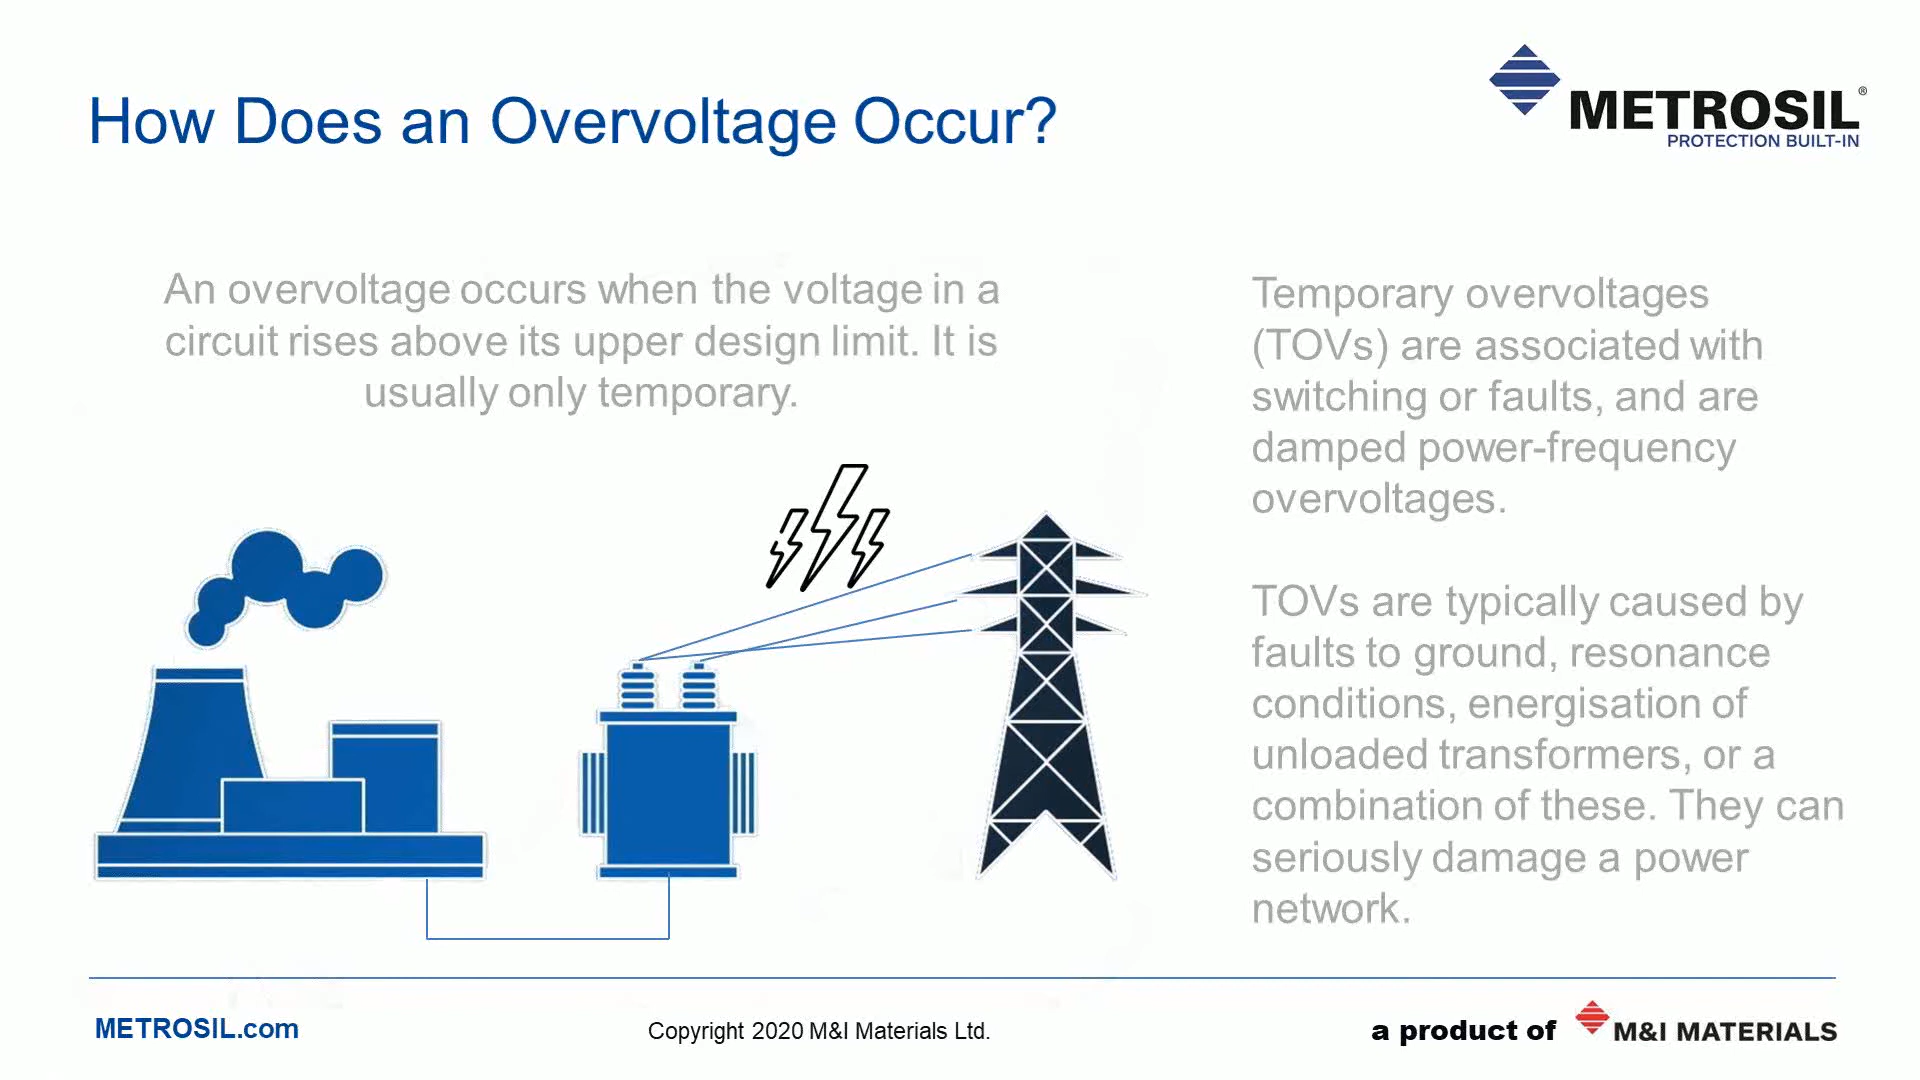 How Does an Overvoltage Occur?
METROSIL®
PROTECTION BUILT-IN
An overvoltage occurs when the voltage in a
circuit rises above its upper design limit. It is
usually only temporary.
Temporary overvoltages
(TOVs) are associated with
switching or faults, and are
damped power-frequency
overvoltages.
TOVs are typically caused by
faults to ground, resonance
conditions, energisation of
unloaded transformers, or a
combination of these. They can
seriously damage a power
network.
METROSIL.com
Copyright 2020 M&I Materials Ltd.
a product of M&I MATERIALS